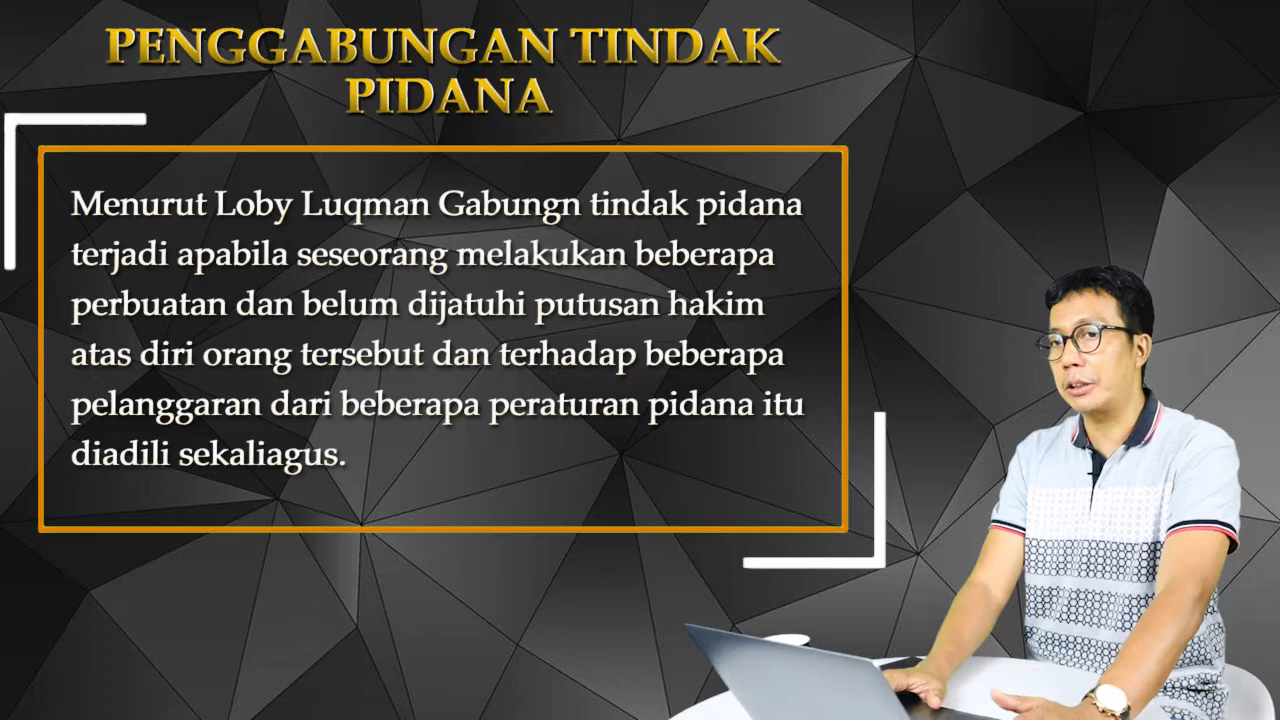 PENGGABUNGAN TINDAK
PIDANA
Menurut Loby Luqman Gabungn tindak pidana
terjadi apabila seseorang melakukan beberapa
perbuatan dan belum dijatuhi putusan hakim
atas diri orang tersebut dan terhadap beberapa
pelanggaran dari beberapa peraturan pidana itu
diadili sekaliagus.